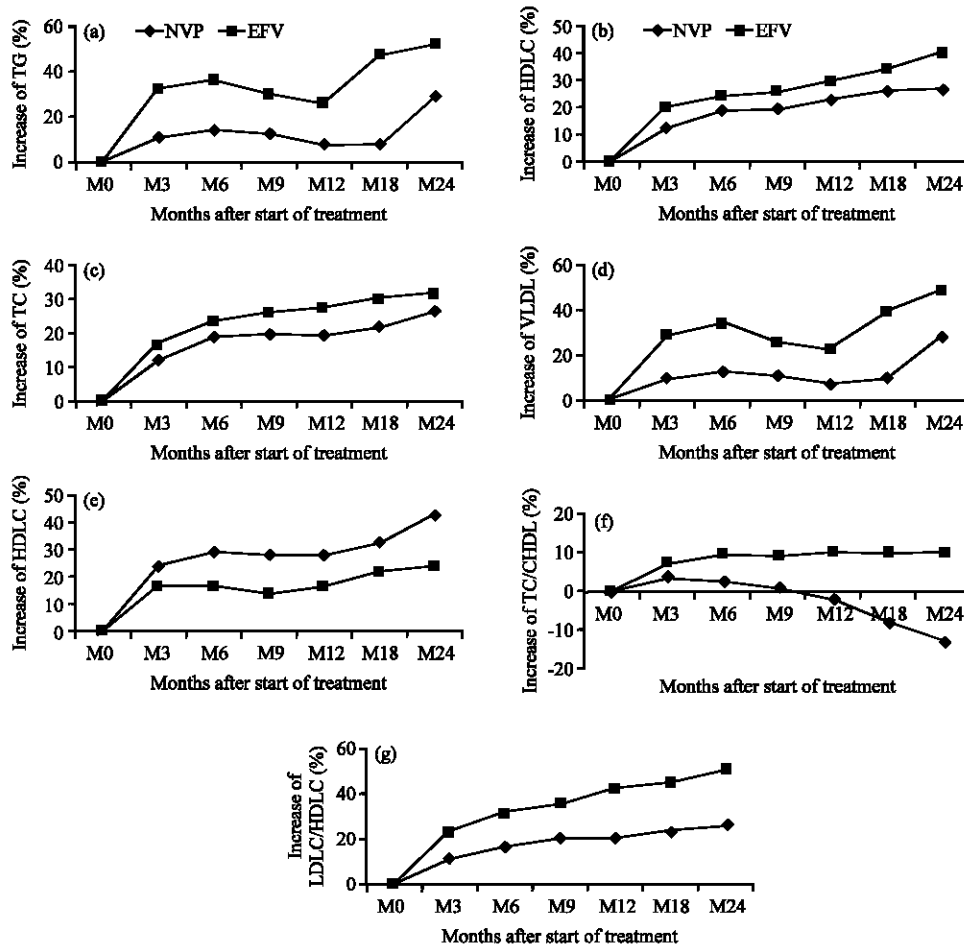 (a)
NVP EFV
Increase of TG (%)
60
40
20
0
M0 M3 M6 M9 M12 M18 M24
Months after start of treatment
(b)
NVP EFV
Increase of HDLC (%)
50
40
30
20
10
0
M0 M3 M6 M9 M12 M18 M24
Months after start of treatment
(c)
Increase of TC (%)
40
30
20
10
0
M0 M3 M6 M9 M12 M18 M24
Months after start of treatment
(d)
Increase of VLDL (%)
60
40
20
0
M0 M3 M6 M9 M12 M18 M24
Months after start of treatment
(e)
Increase of HDLC (%)
50
40
30
20
10
0
M0 M3 M6 M9 M12 M18 M24
Months after start of treatment
(f)
Increase of TC/CHDL (%)
20
10
0
-10
-20
M0 M3 M6 M9 M12 M18 M24
Months after start of treatment
(g)
Increase of
LDLC/HDLC (%)
60
40
20
0
M0 M3 M6 M9 M12 M18 M24
Months after start of treatment